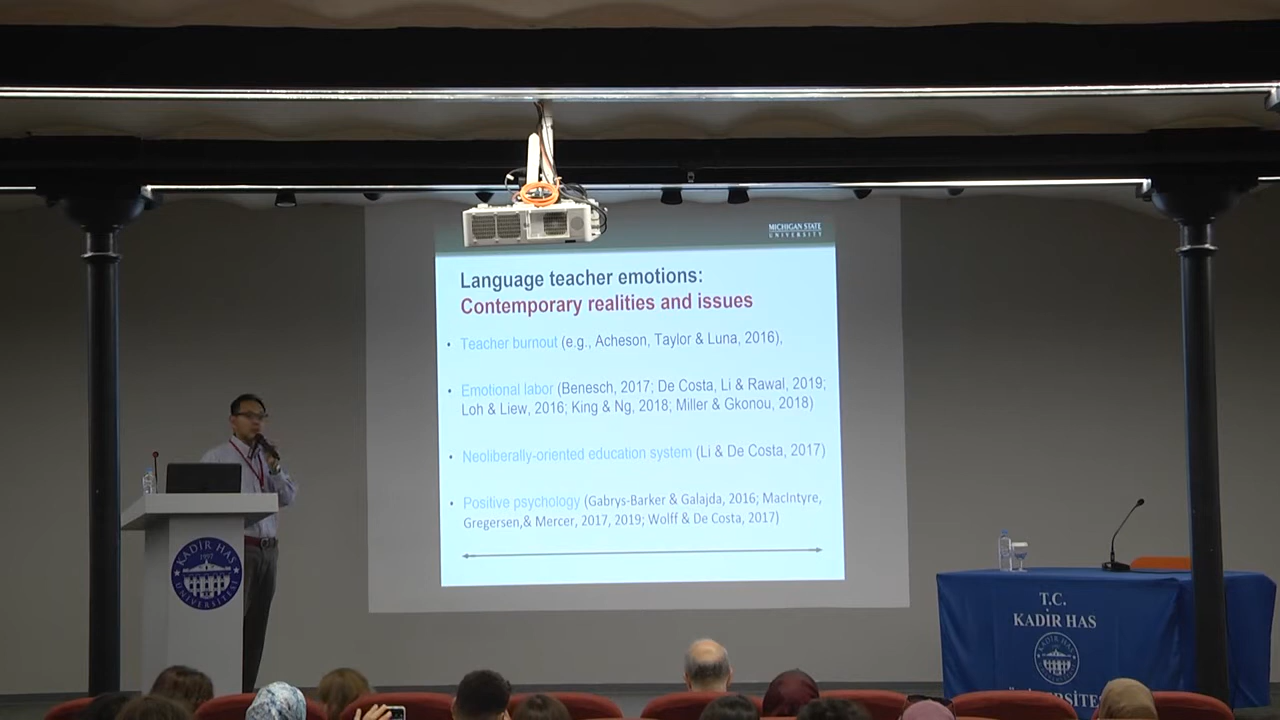 MICHIGAN STATE
UNIVERSITY
Language teacher emotions:
Contemporary realities and issues
• Teacher burnout (e.g., Acheson, Taylor & Luna, 2016),
• Emotional labor (Benesch, 2017; De Costa, Li & Rawal, 2019;
Loh & Liew, 2016; King & Ng, 2018; Miller & Gkonou, 2018)
• Neoliberally-oriented education system (Li & De Costa, 2017)
• Positive psychology (Gabrys-Barker & Galajda, 2016; MacIntyre,
Gregersen,& Mercer, 2017, 2019; Wolff & De Costa, 2017)
KADİR HAS
1997
ÜNİVERSİTESİ
T.C.
KADİR HAS